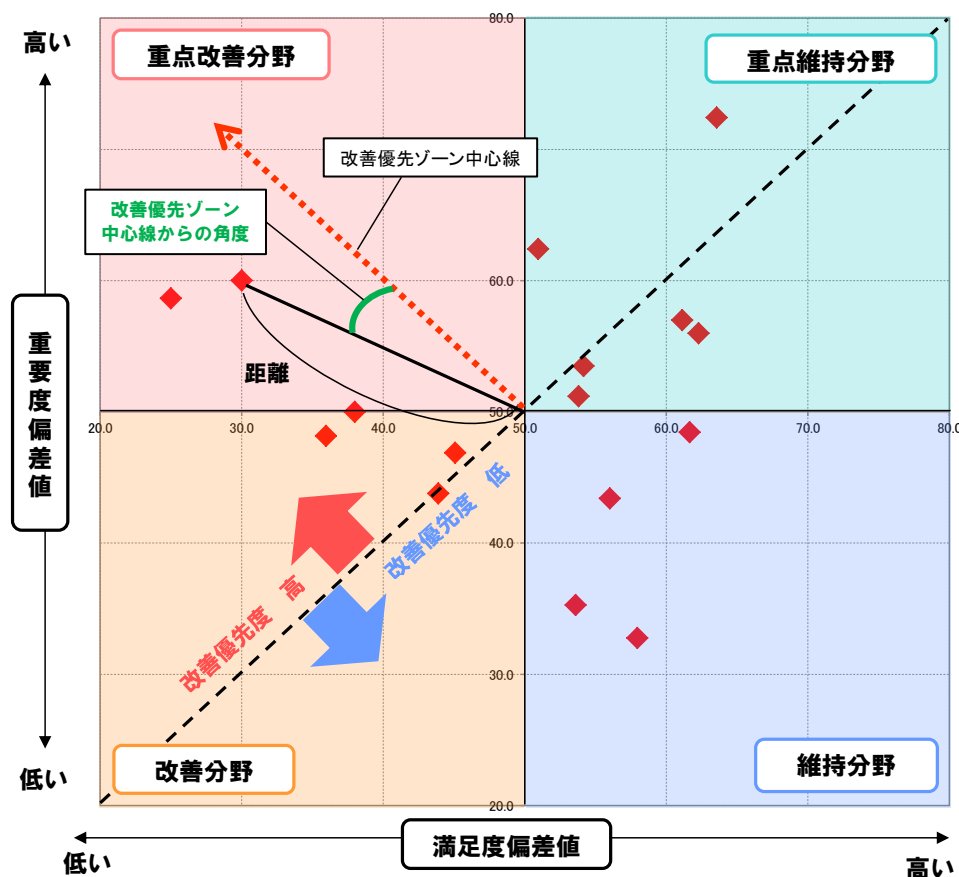 高い
80.0
重点改善分野
重点維持分野
改善優先ゾーン中心線
改善優先ゾーン
中心線からの角度
60.0
重要度偏差値
距離
50.0
20.0
30.0
40.0
50.0
60.0
70.0
80.0
改善優先度 低
40.0
改善優先度 高
30.0
改善分野
維持分野
低い
20.0
満足度偏差値
低い
高い